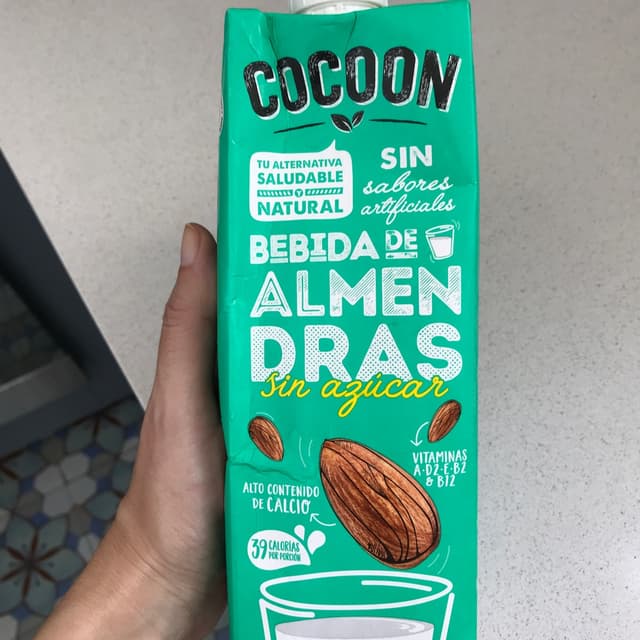 COCOON
TU ALTERNATIVA
SALUDABLE
Y
NATURAL
SIN
sabores
artificiales
BEBIDA DE
ALMEN
DRAS
sin azúcar
VITAMINAS
A·D2·E·B2
& B12
ALTO CONTENIDO
DE CALCIO
39 CALORÍAS
POR PORCIÓN